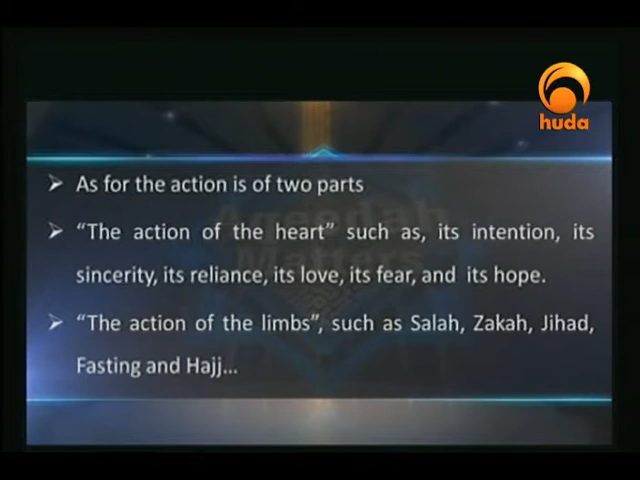 huda
➢ As for the action is of two parts
➢ “The action of the heart” such as, its intention, its
sincerity, its reliance, its love, its fear, and its hope.
➢ “The action of the limbs”, such as Salah, Zakah, Jihad,
Fasting and Hajj...
Aqeedah
Matters